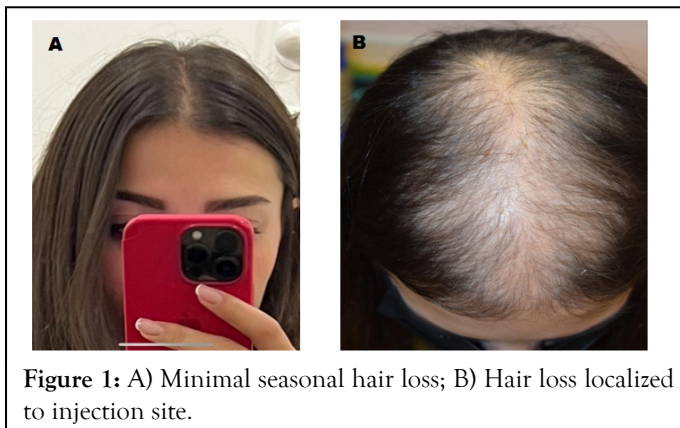 A
B
Figure 1: A) Minimal seasonal hair loss; B) Hair loss localized
to injection site.